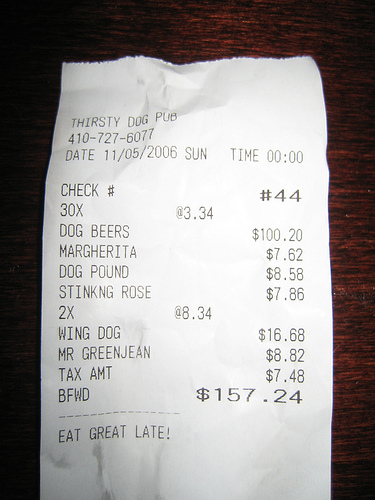 THIRSTY DOG PUB
410-727-6077
DATE 11/05/2006 SUN TIME 00:00
CHECK # #44
30X @3.34
DOG BEERS $100.20
MARGHERITA $7.62
DOG POUND $8.58
STINKNG ROSE $7.86
2X @8.34
WING DOG $16.68
MR GREENJEAN $8.82
TAX AMT $7.48
BFWD $157.24
--------------------
EAT GREAT LATE!